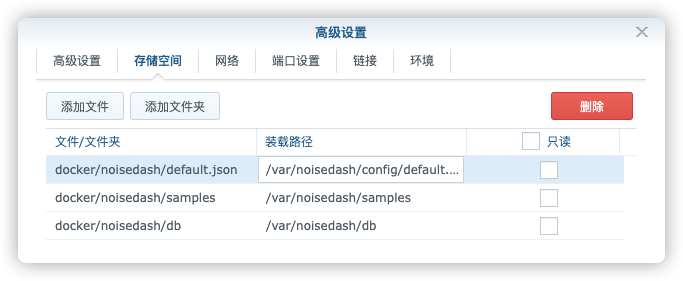 高级设置
高级设置 存储空间 网络 端口设置 链接 环境
添加文件 添加文件夹 删除
文件/文件夹 装载路径 只读
docker/noisedash/default.json /var/noisedash/config/default....
docker/noisedash/samples /var/noisedash/samples
docker/noisedash/db /var/noisedash/db